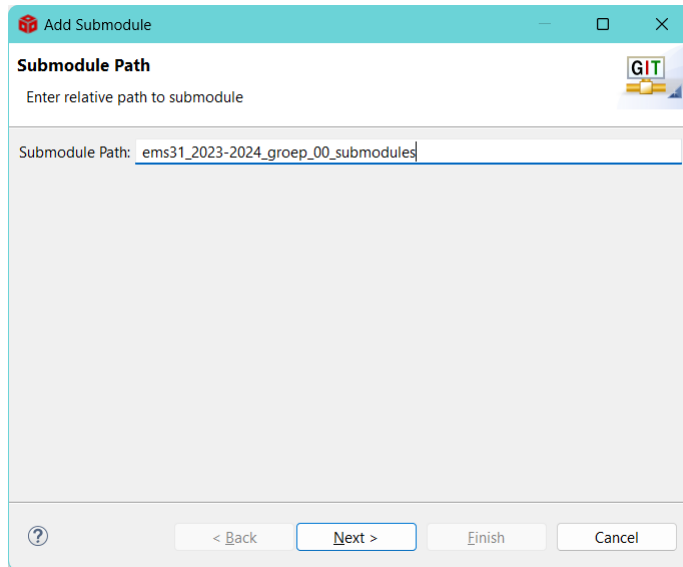 Add Submodule
Submodule Path
Enter relative path to submodule
GIT
Submodule Path: ems31_2023-2024_groep_00_submodules
? < Back Next > Finish Cancel